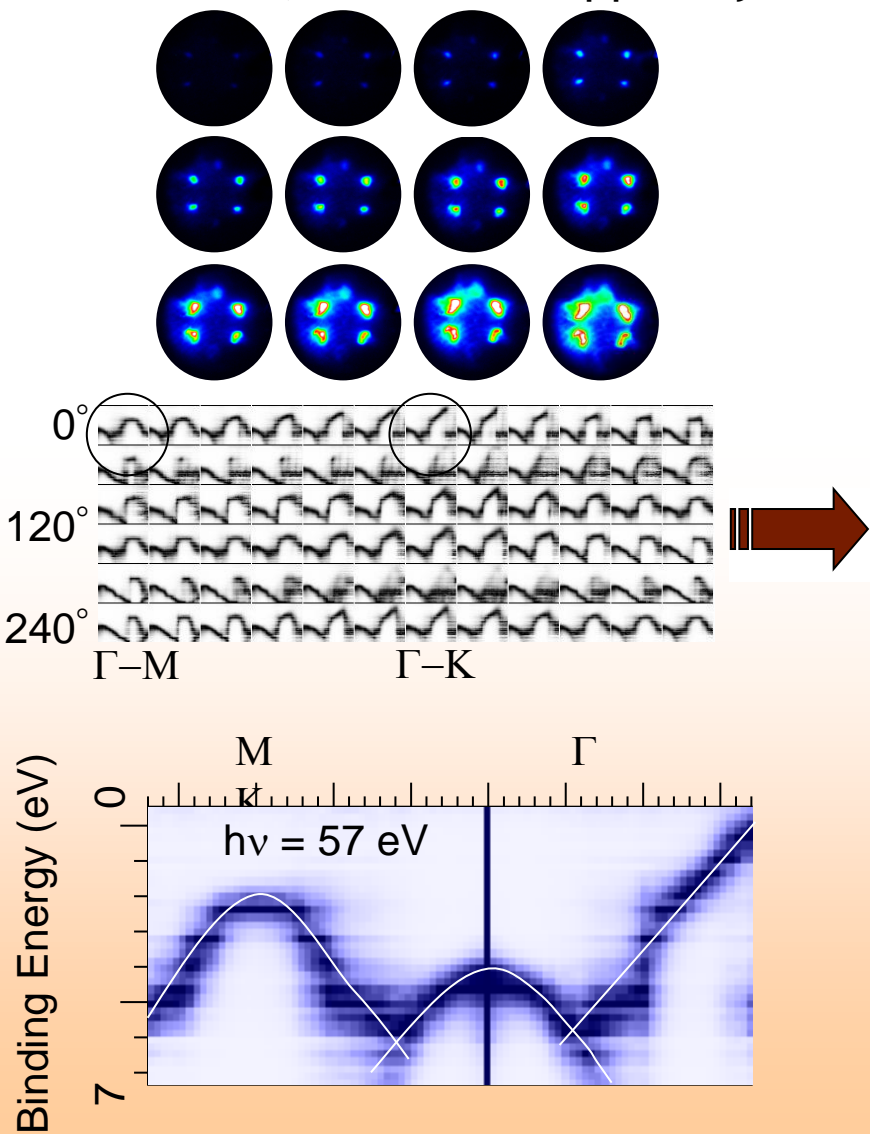 0°
120°
240°
Γ–M Γ–K
M Γ
K
0
hν = 57 eV
Binding Energy (eV)
7